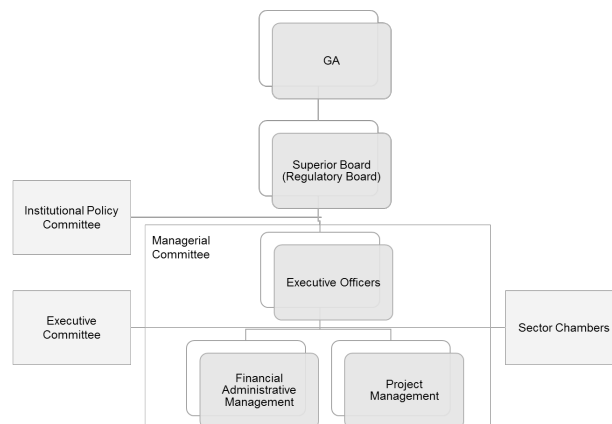 GA
Superior Board
(Regulatory Board)
Institutional Policy
Committee
Managerial
Committee
Executive Officers
Executive
Committee
Sector Chambers
Financial
Administrative
Management
Project
Management